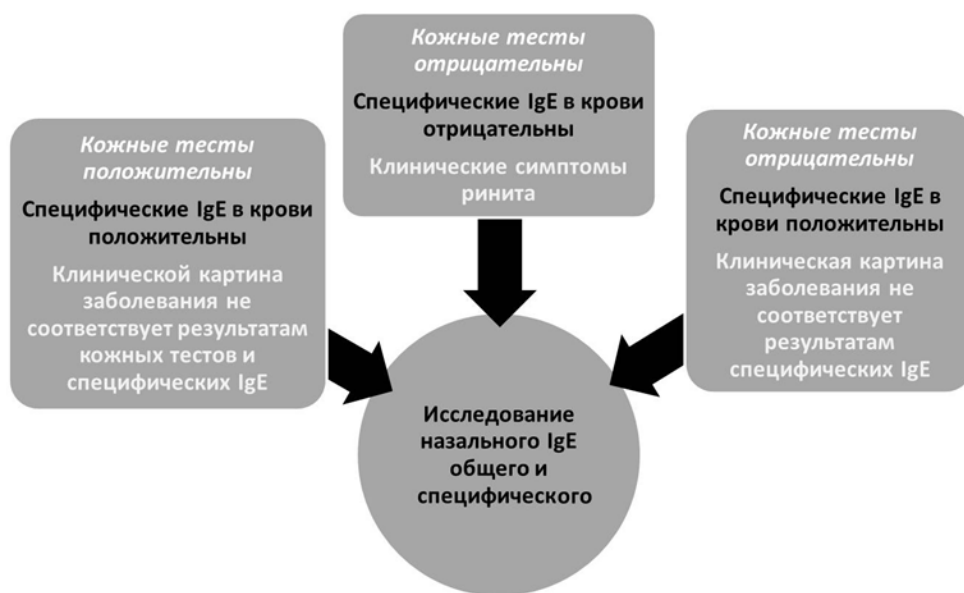 Кожные тесты
положительны
Специфические IgE в крови
положительны
Клинической картина
заболевания не
соответствует результатам
кожных тестов и
специфических IgE
Кожные тесты
отрицательны
Специфические IgE в крови
отрицательны
Клинические симптомы
ринита
Кожные тесты
отрицательны
Специфические IgE в
крови положительны
Клиническая картина
заболевания не
соответствует
результатам
специфических IgE
Исследование
назального IgE
общего и
специфического